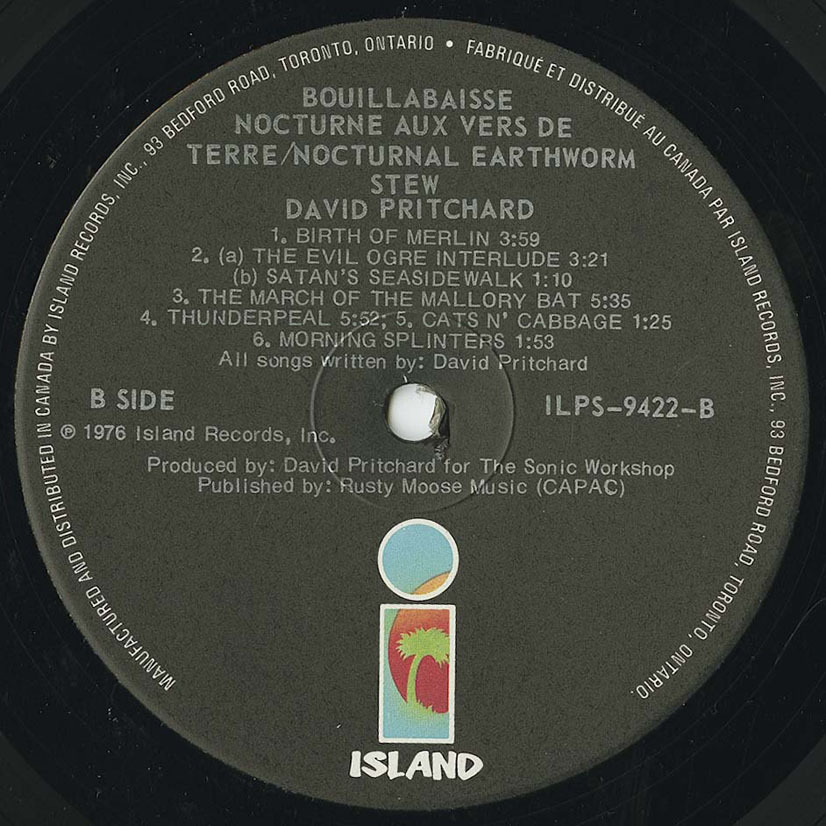 MANUFACTURED AND DISTRIBUTED IN CANADA BY ISLAND RECORDS, INC., 93 BEDFORD ROAD, TORONTO, ONTARIO • FABRIQUÉ ET DISTRIBUÉ AU CANADA PAR ISLAND RECORDS, INC., 93 BEDFORD ROAD, TORONTO, ONTARIO.
BOUILLABAISSE
NOCTURNE AUX VERS DE
TERRE/NOCTURNAL EARTHWORM
STEW
DAVID PRITCHARD
1. BIRTH OF MERLIN 3:59
2. (a) THE EVIL OGRE INTERLUDE 3:21
(b) SATAN'S SEASIDEWALK 1:10
3. THE MARCH OF THE MALLORY BAT 5:35
4. THUNDERPEAL 5:52; 5. CATS N' CABBAGE 1:25
6. MORNING SPLINTERS 1:53
All songs written by: David Pritchard
B SIDE
ILPS-9422-B
℗ 1976 Island Records, Inc.
Produced by: David Pritchard for The Sonic Workshop
Published by: Rusty Moose Music (CAPAC)
ISLAND